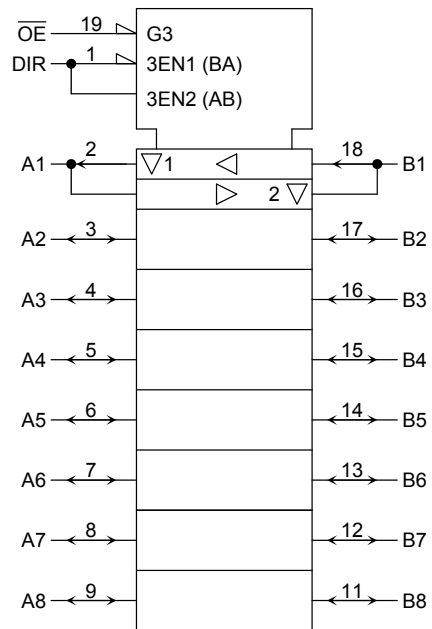 OE 19 G3
DIR 1 3EN1 (BA)
3EN2 (AB)
A1 2 1 18 B1
2
A2 3 17 B2
A3 4 16 B3
A4 5 15 B4
A5 6 14 B5
A6 7 13 B6
A7 8 12 B7
A8 9 11 B8